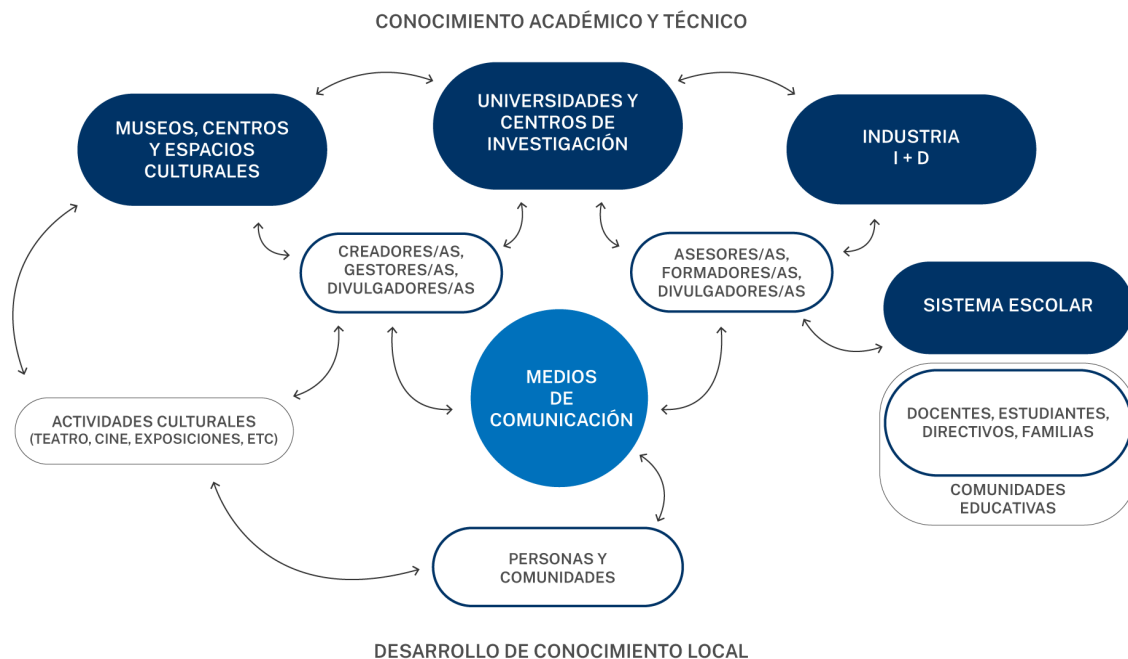 CONOCIMIENTO ACADÉMICO Y TÉCNICO
MUSEOS, CENTROS
Y ESPACIOS
CULTURALES
UNIVERSIDADES Y
CENTROS DE
INVESTIGACIÓN
INDUSTRIA
I + D
CREADORES/AS,
GESTORES/AS,
DIVULGADORES/AS
ASESORES/AS,
FORMADORES/AS,
DIVULGADORES/AS
SISTEMA ESCOLAR
MEDIOS
DE
COMUNICACIÓN
ACTIVIDADES CULTURALES
(TEATRO, CINE, EXPOSICIONES, ETC)
DOCENTES, ESTUDIANTES,
DIRECTIVOS, FAMILIAS
COMUNIDADES
EDUCATIVAS
PERSONAS Y
COMUNIDADES
DESARROLLO DE CONOCIMIENTO LOCAL